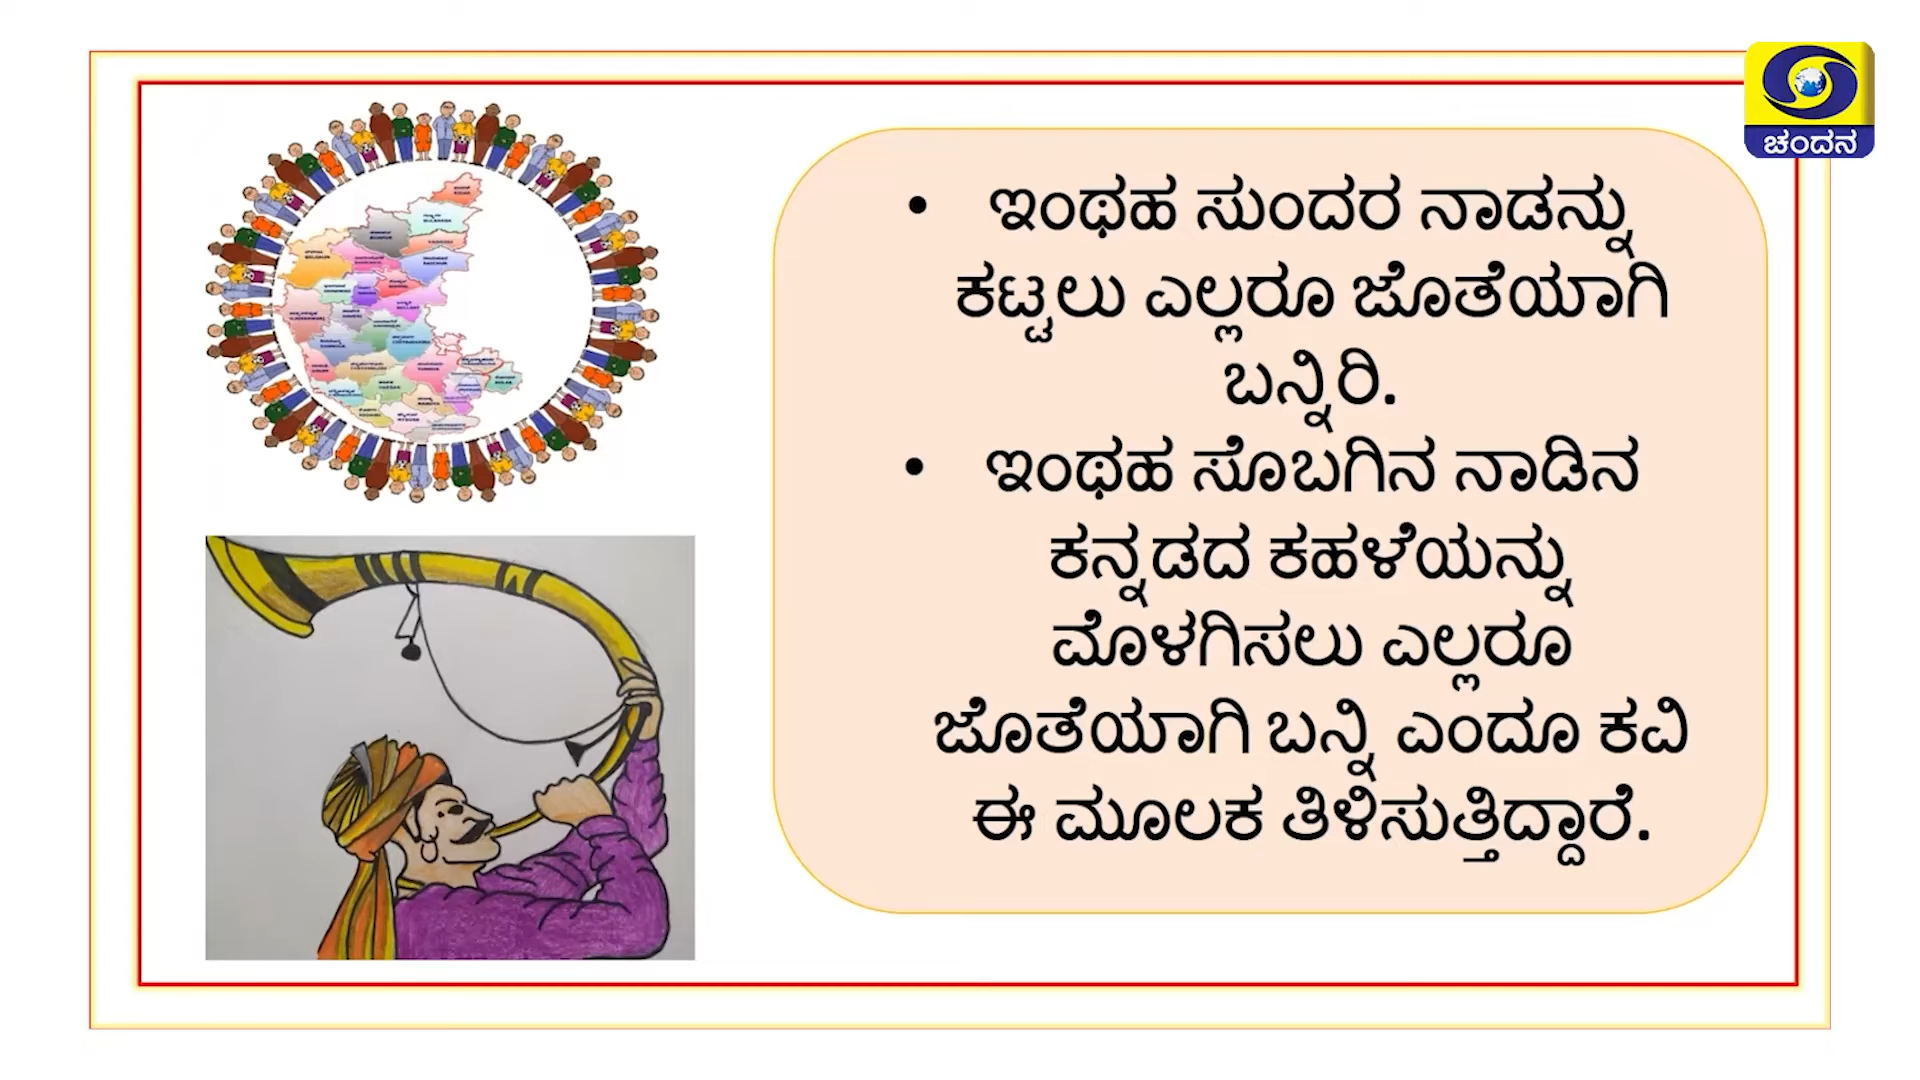 ಚಂದನ
• ಇಂಥಹ ಸುಂದರ ನಾಡನ್ನು
ಕಟ್ಟಲು ಎಲ್ಲರೂ ಜೊತೆಯಾಗಿ
ಬನ್ನಿರಿ.
• ಇಂಥಹ ಸೊಬಗಿನ ನಾಡಿನ
ಕನ್ನಡದ ಕಹಳೆಯನ್ನು
ಮೊಳಗಿಸಲು ಎಲ್ಲರೂ
ಜೊತೆಯಾಗಿ ಬನ್ನಿ ಎಂದೂ ಕವಿ
ಈ ಮೂಲಕ ತಿಳಿಸುತ್ತಿದ್ದಾರೆ.